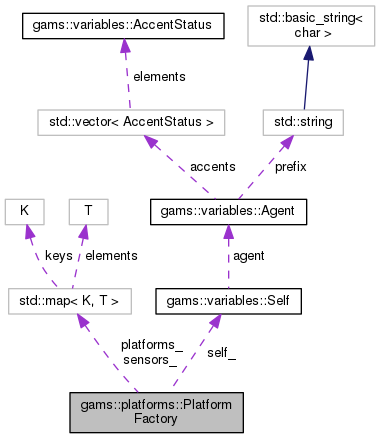 gams::variables::AccentStatus
std::basic_string<
char >
elements
std::vector< AccentStatus >
std::string
accents
prefix
K
T
gams::variables::Agent
keys
elements
agent
std::map< K, T >
gams::variables::Self
platforms_
sensors_
self_
gams::platforms::Platform
Factory